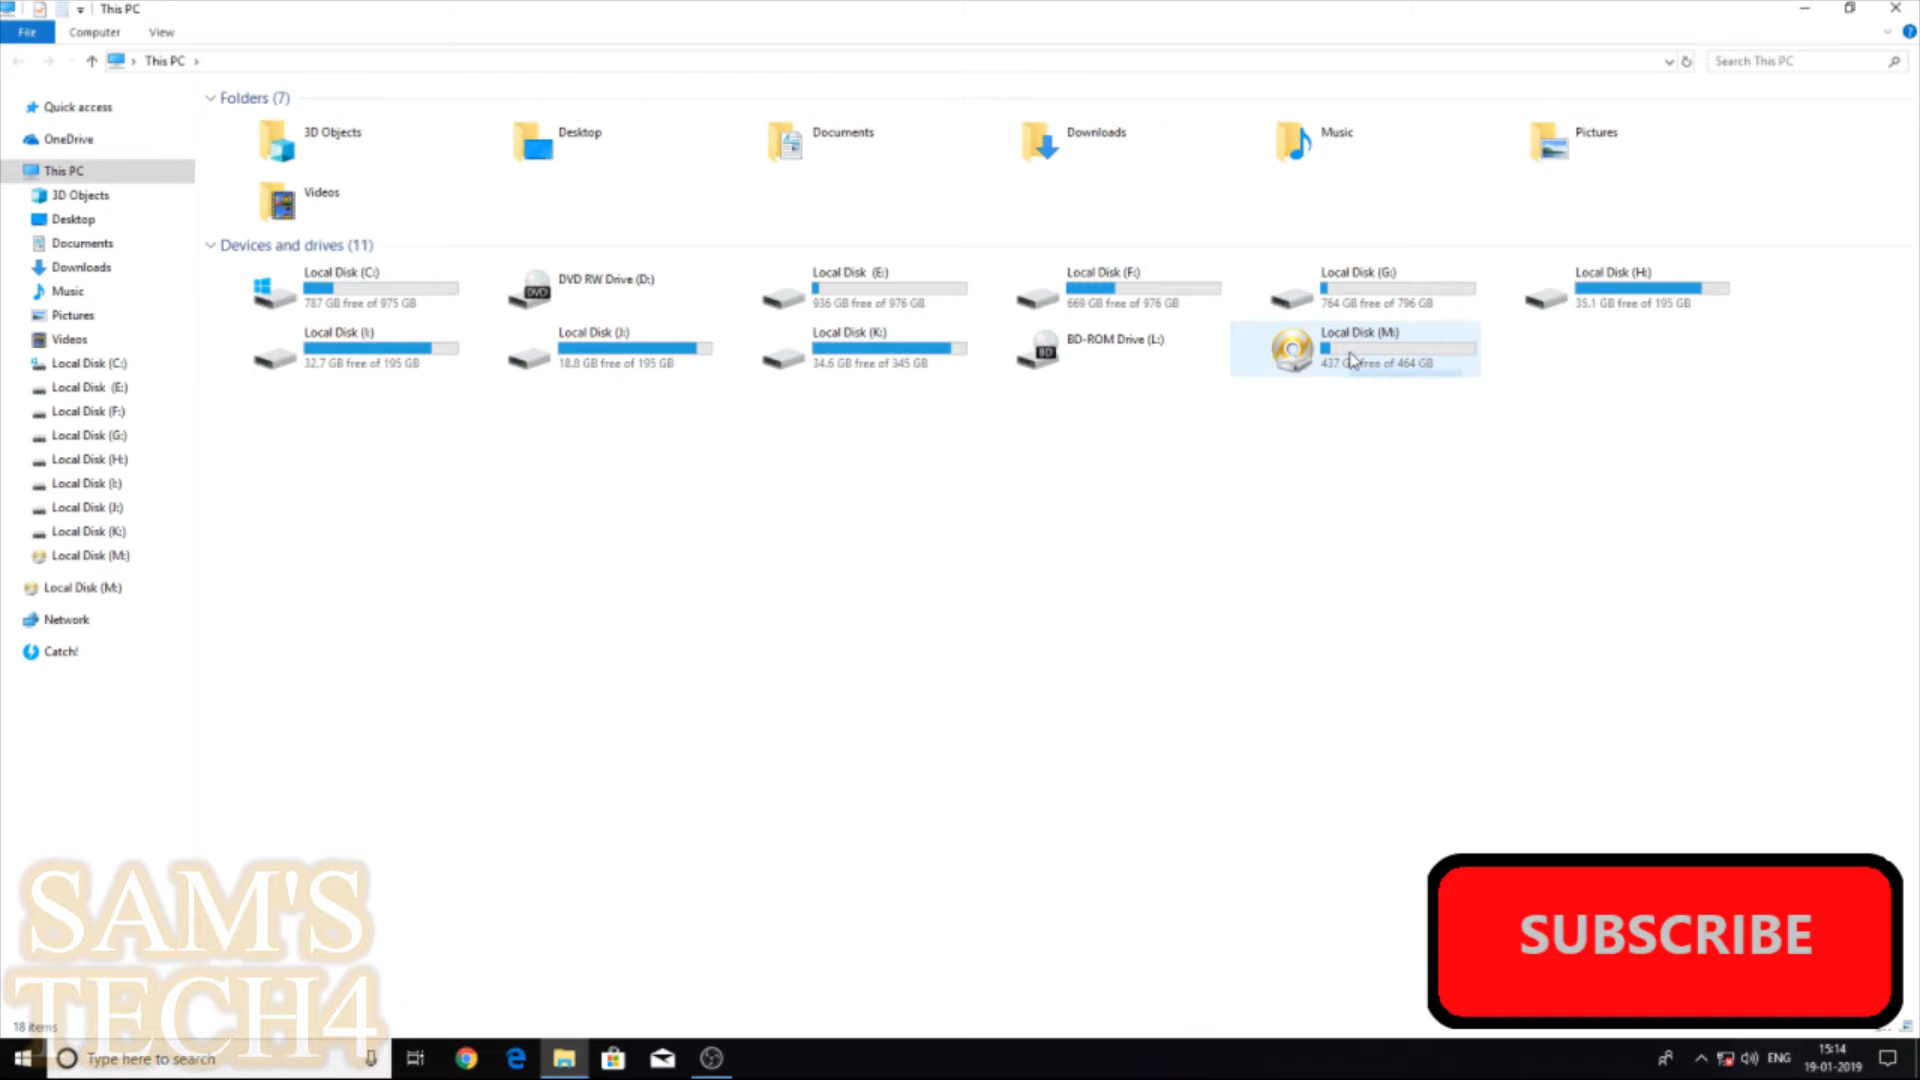 This PC
File Computer View
This PC
Search This PC
Quick access
OneDrive
This PC
3D Objects
Desktop
Documents
Downloads
Music
Pictures
Videos
Local Disk (C:)
Local Disk (E:)
Local Disk (F:)
Local Disk (G:)
Local Disk (H:)
Local Disk (I:)
Local Disk (J:)
Local Disk (K:)
Local Disk (M:)
Local Disk (M:)
Network
Catch!
Folders (7)
3D Objects
Desktop
Documents
Downloads
Music
Pictures
Videos
Devices and drives (11)
Local Disk (C:)
787 GB free of 975 GB
DVD RW Drive (D:)
DVD
Local Disk (E:)
936 GB free of 976 GB
Local Disk (F:)
669 GB free of 976 GB
Local Disk (G:)
764 GB free of 796 GB
Local Disk (H:)
35.1 GB free of 195 GB
Local Disk (I:)
32.7 GB free of 195 GB
Local Disk (J:)
18.8 GB free of 195 GB
Local Disk (K:)
34.6 GB free of 345 GB
BD-ROM Drive (L:)
BD
Local Disk (M:)
437 GB free of 464 GB
SAM'S
TECH4
SUBSCRIBE
18 items
Type here to search
ENG
15:14
19-01-2019